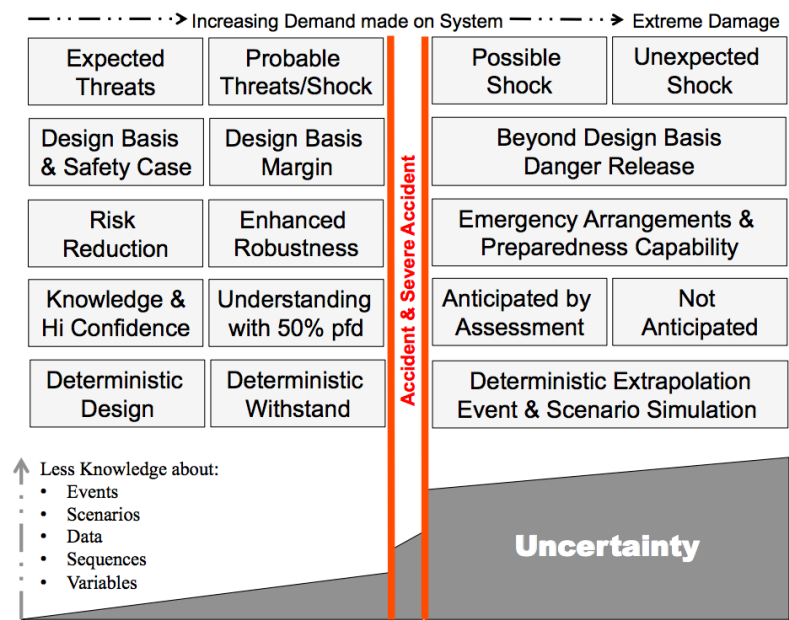 Increasing Demand made on System
Extreme Damage
Expected
Threats
Probable
Threats/Shock
Possible
Shock
Unexpected
Shock
Design Basis
& Safety Case
Design Basis
Margin
Beyond Design Basis
Danger Release
Risk
Reduction
Enhanced
Robustness
Emergency Arrangements &
Preparedness Capability
Knowledge &
Hi Confidence
Understanding
with 50% pfd
Anticipated by
Assessment
Not
Anticipated
Deterministic
Design
Deterministic
Withstand
Deterministic Extrapolation
Event & Scenario Simulation
Accident & Severe Accident
Less Knowledge about:
• Events
• Scenarios
• Data
• Sequences
• Variables
Uncertainty